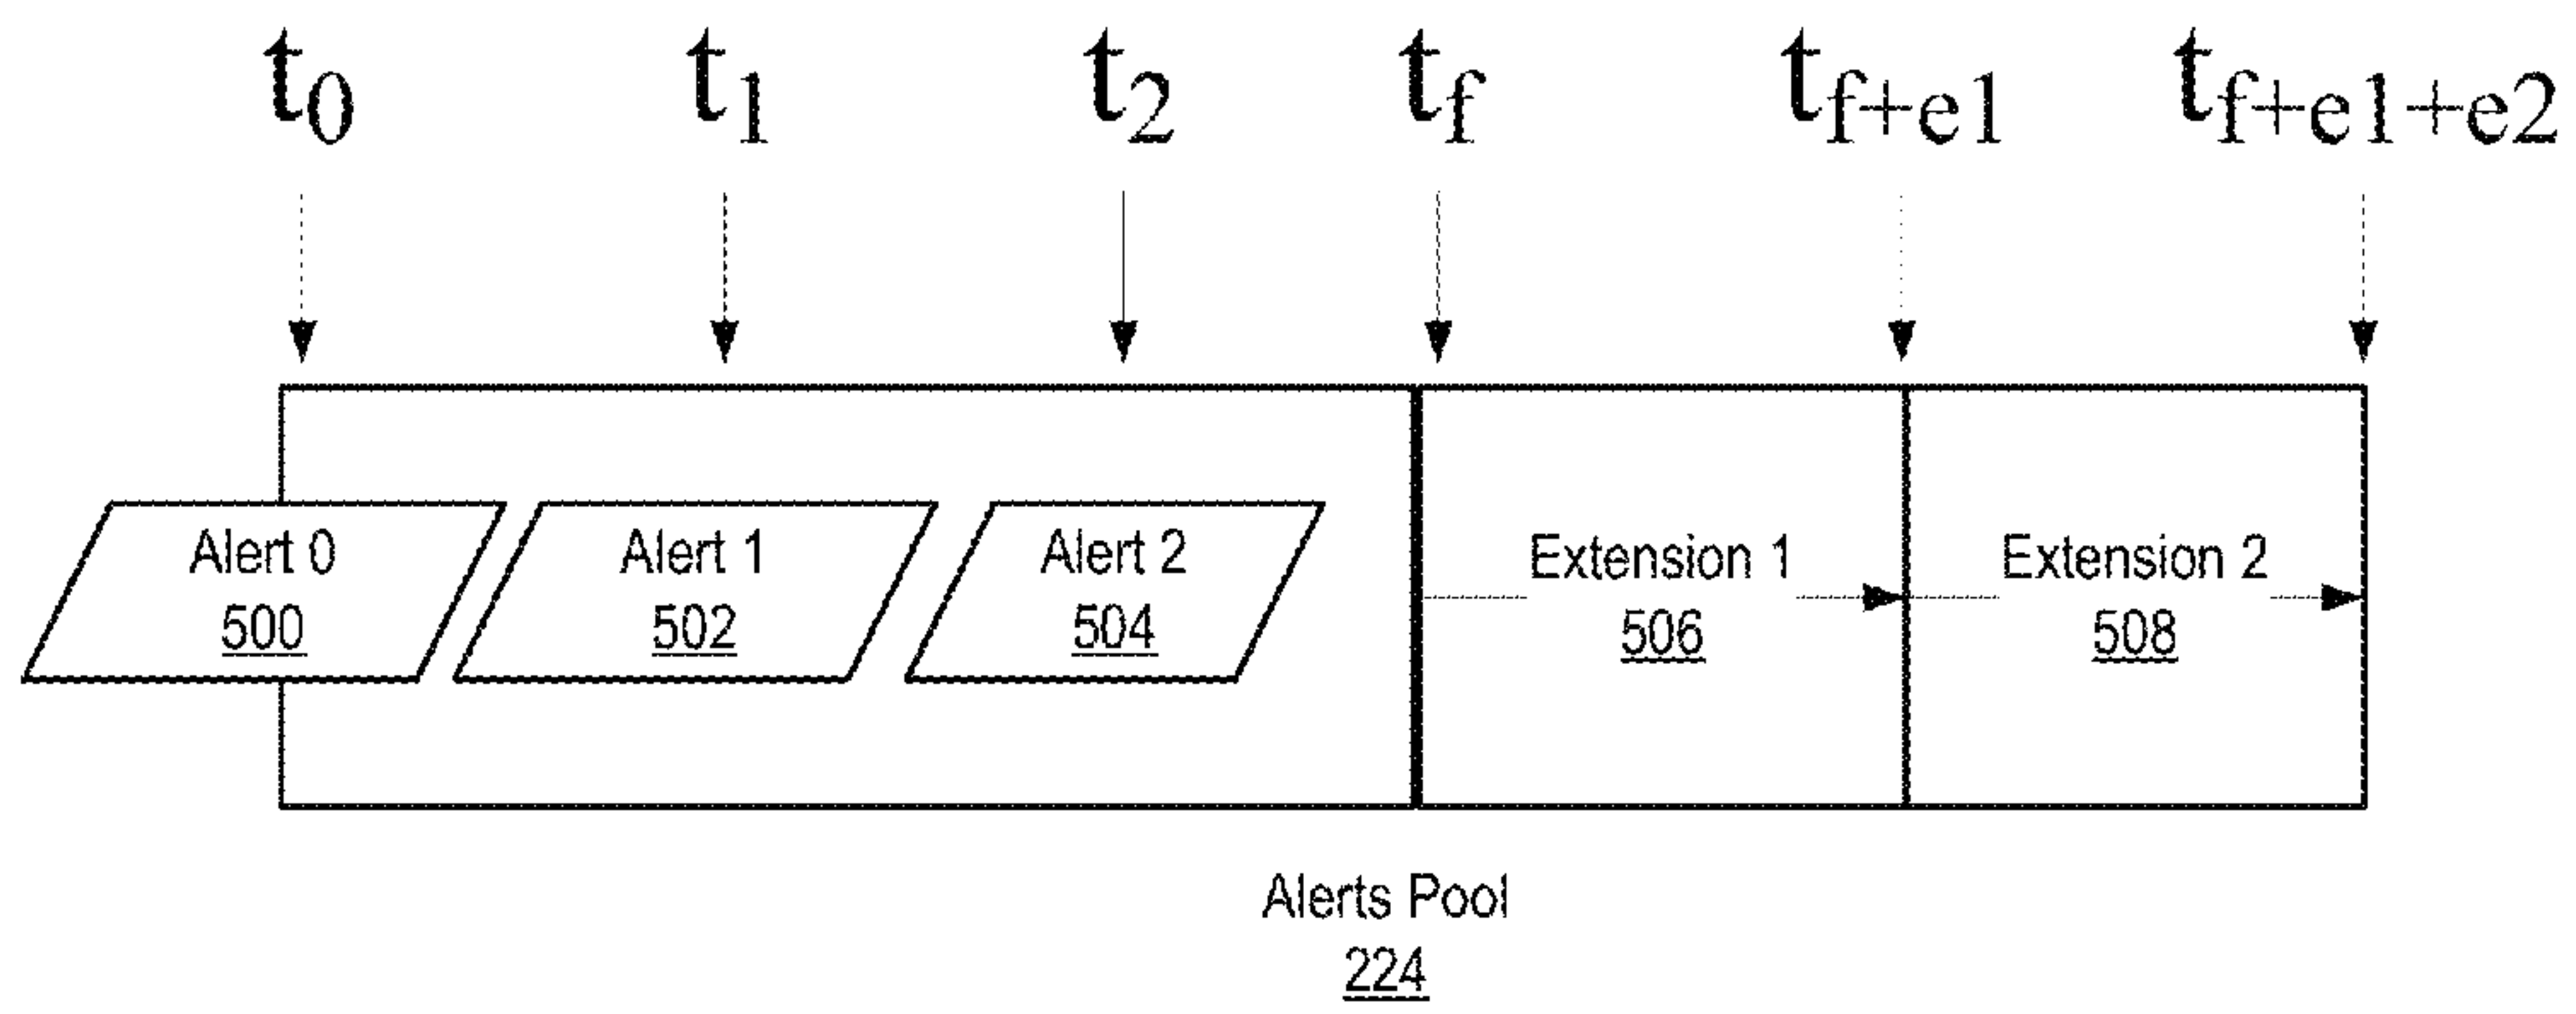 t0 t1 t2 tf tf+e1 tf+e1+e2
Alert 0 Alert 1 Alert 2 Extension 1 Extension 2
500 502 504 506 508
Alerts Pool
224